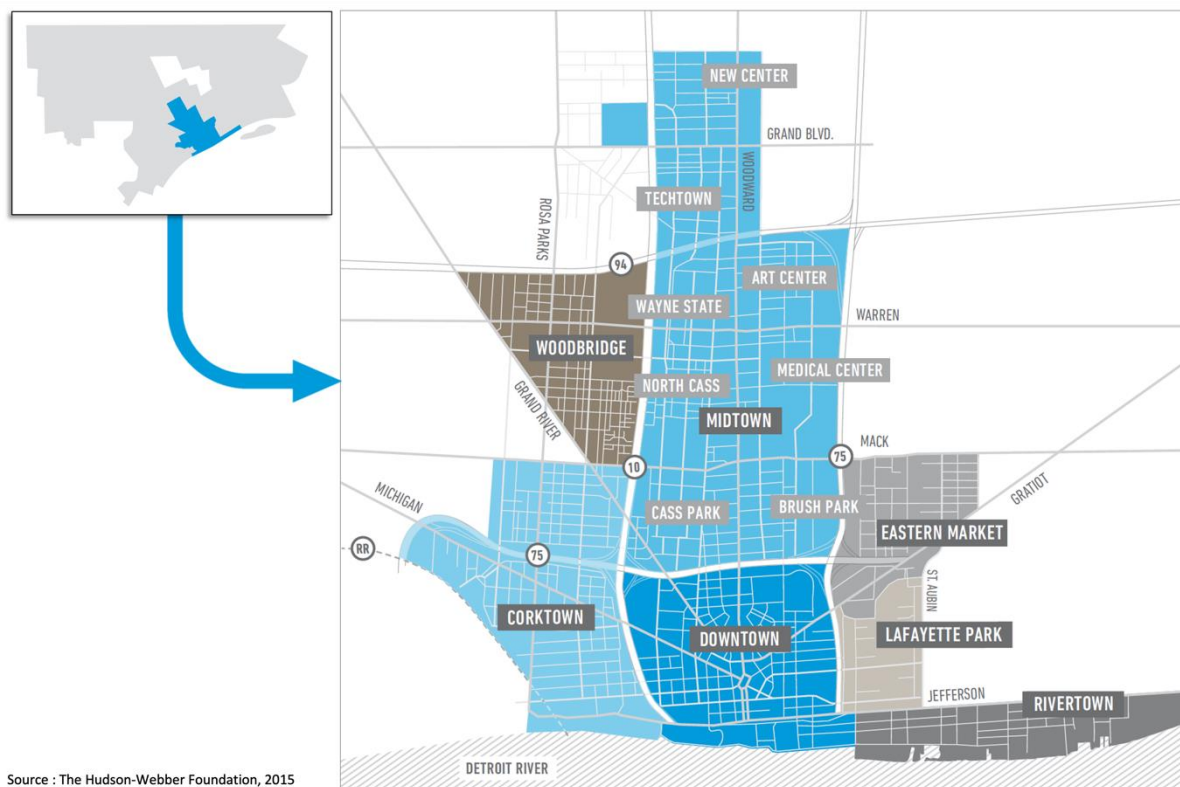 NEW CENTER
GRAND BLVD.
WOODWARD
TECHTOWN
ROSA PARKS
94
ART CENTER
WAYNE STATE
WARREN
WOODBRIDGE
MEDICAL CENTER
NORTH CASS
GRAND RIVER
MIDTOWN
MACK
75
10
GRATIOT
MICHIGAN
CASS PARK
BRUSH PARK
EASTERN MARKET
RR
75
ST. AUBIN
CORKTOWN
DOWNTOWN
LAFAYETTE PARK
JEFFERSON
RIVERTOWN
DETROIT RIVER
Source : The Hudson-Webber Foundation, 2015